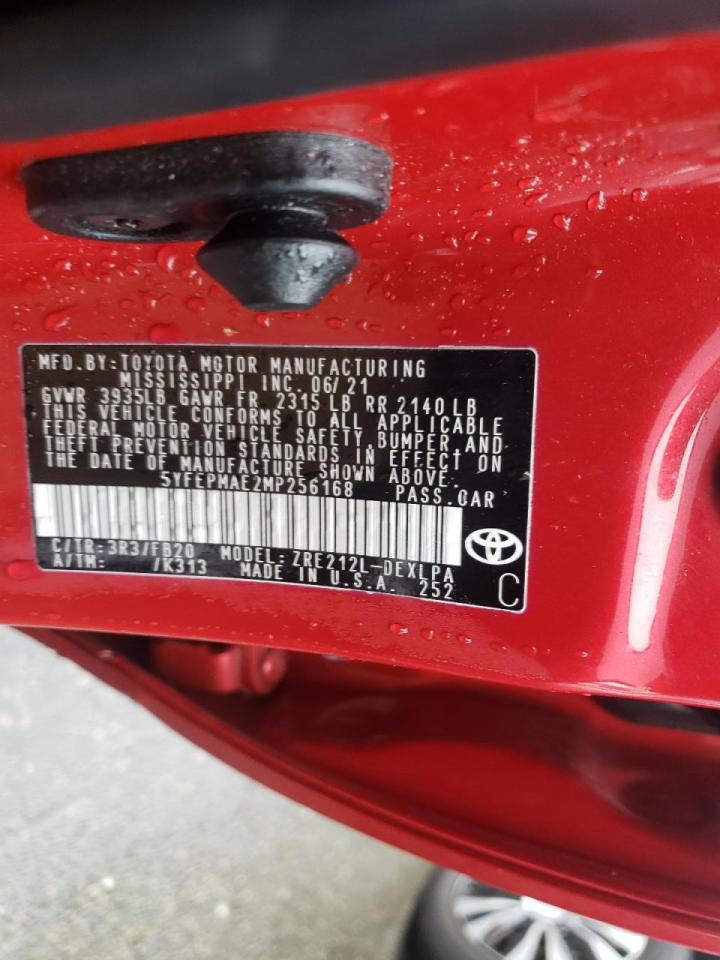 MFD.BY:TOYOTA MOTOR MANUFACTURING
MISSISSIPPI INC. 06/21
GVWR 3935LB GAWR FR 2315 LB RR 2140 LB
THIS VEHICLE CONFORMS TO ALL APPLICABLE
FEDERAL MOTOR VEHICLE SAFETY, BUMPER, AND
THEFT PREVENTION STANDARDS IN EFFECT ON
THE DATE OF MANUFACTURE SHOWN ABOVE.
5YFEPMAE2MP256168 PASS.CAR
C/TR:3R3/FB20 MODEL: ZRE212L-DEXLPA
A/TM: /K313 MADE IN U.S.A. 252
C